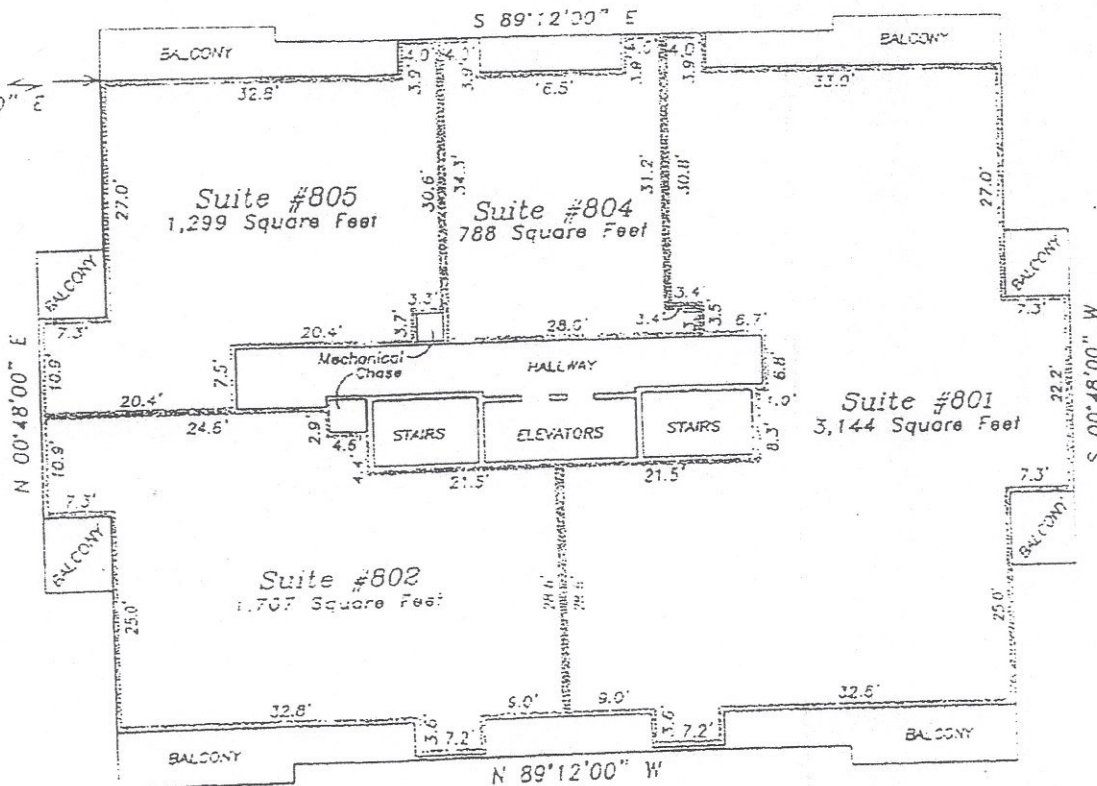 S 89°12'00" E
BALCONY
BALCONY
4.0'
4.0'
3.9'
3.9'
3.9'
4.0'
3.9'
0" E
32.8'
33.0'
27.0'
30.6'
34.3'
31.2'
30.8'
27.0'
Suite #805
1,299 Square Feet
Suite #804
788 Square Feet
BALCONY
BALCONY
7.3'
7.3'
3.3'
3.7'
3.4'
3.4'
3.5'
6.7'
20.4'
28.6'
Mechanical
Chase
HALLWAY
7.5'
6.8'
N 00°48'00" E
10.9'
22.2'
S 00°48'00" W
20.4'
24.6'
2.9'
4.6'
4.4'
STAIRS
ELEVATORS
STAIRS
8.3'
Suite #801
3,144 Square Feet
10.9'
21.5'
21.5'
7.3'
7.3'
BALCONY
BALCONY
Suite #802
1,707 Square Feet
25.0'
28.6'
28.6'
25.0'
32.8'
9.0'
9.0'
3.6'
7.2'
3.6'
7.2'
BALCONY
BALCONY
N 89°12'00" W